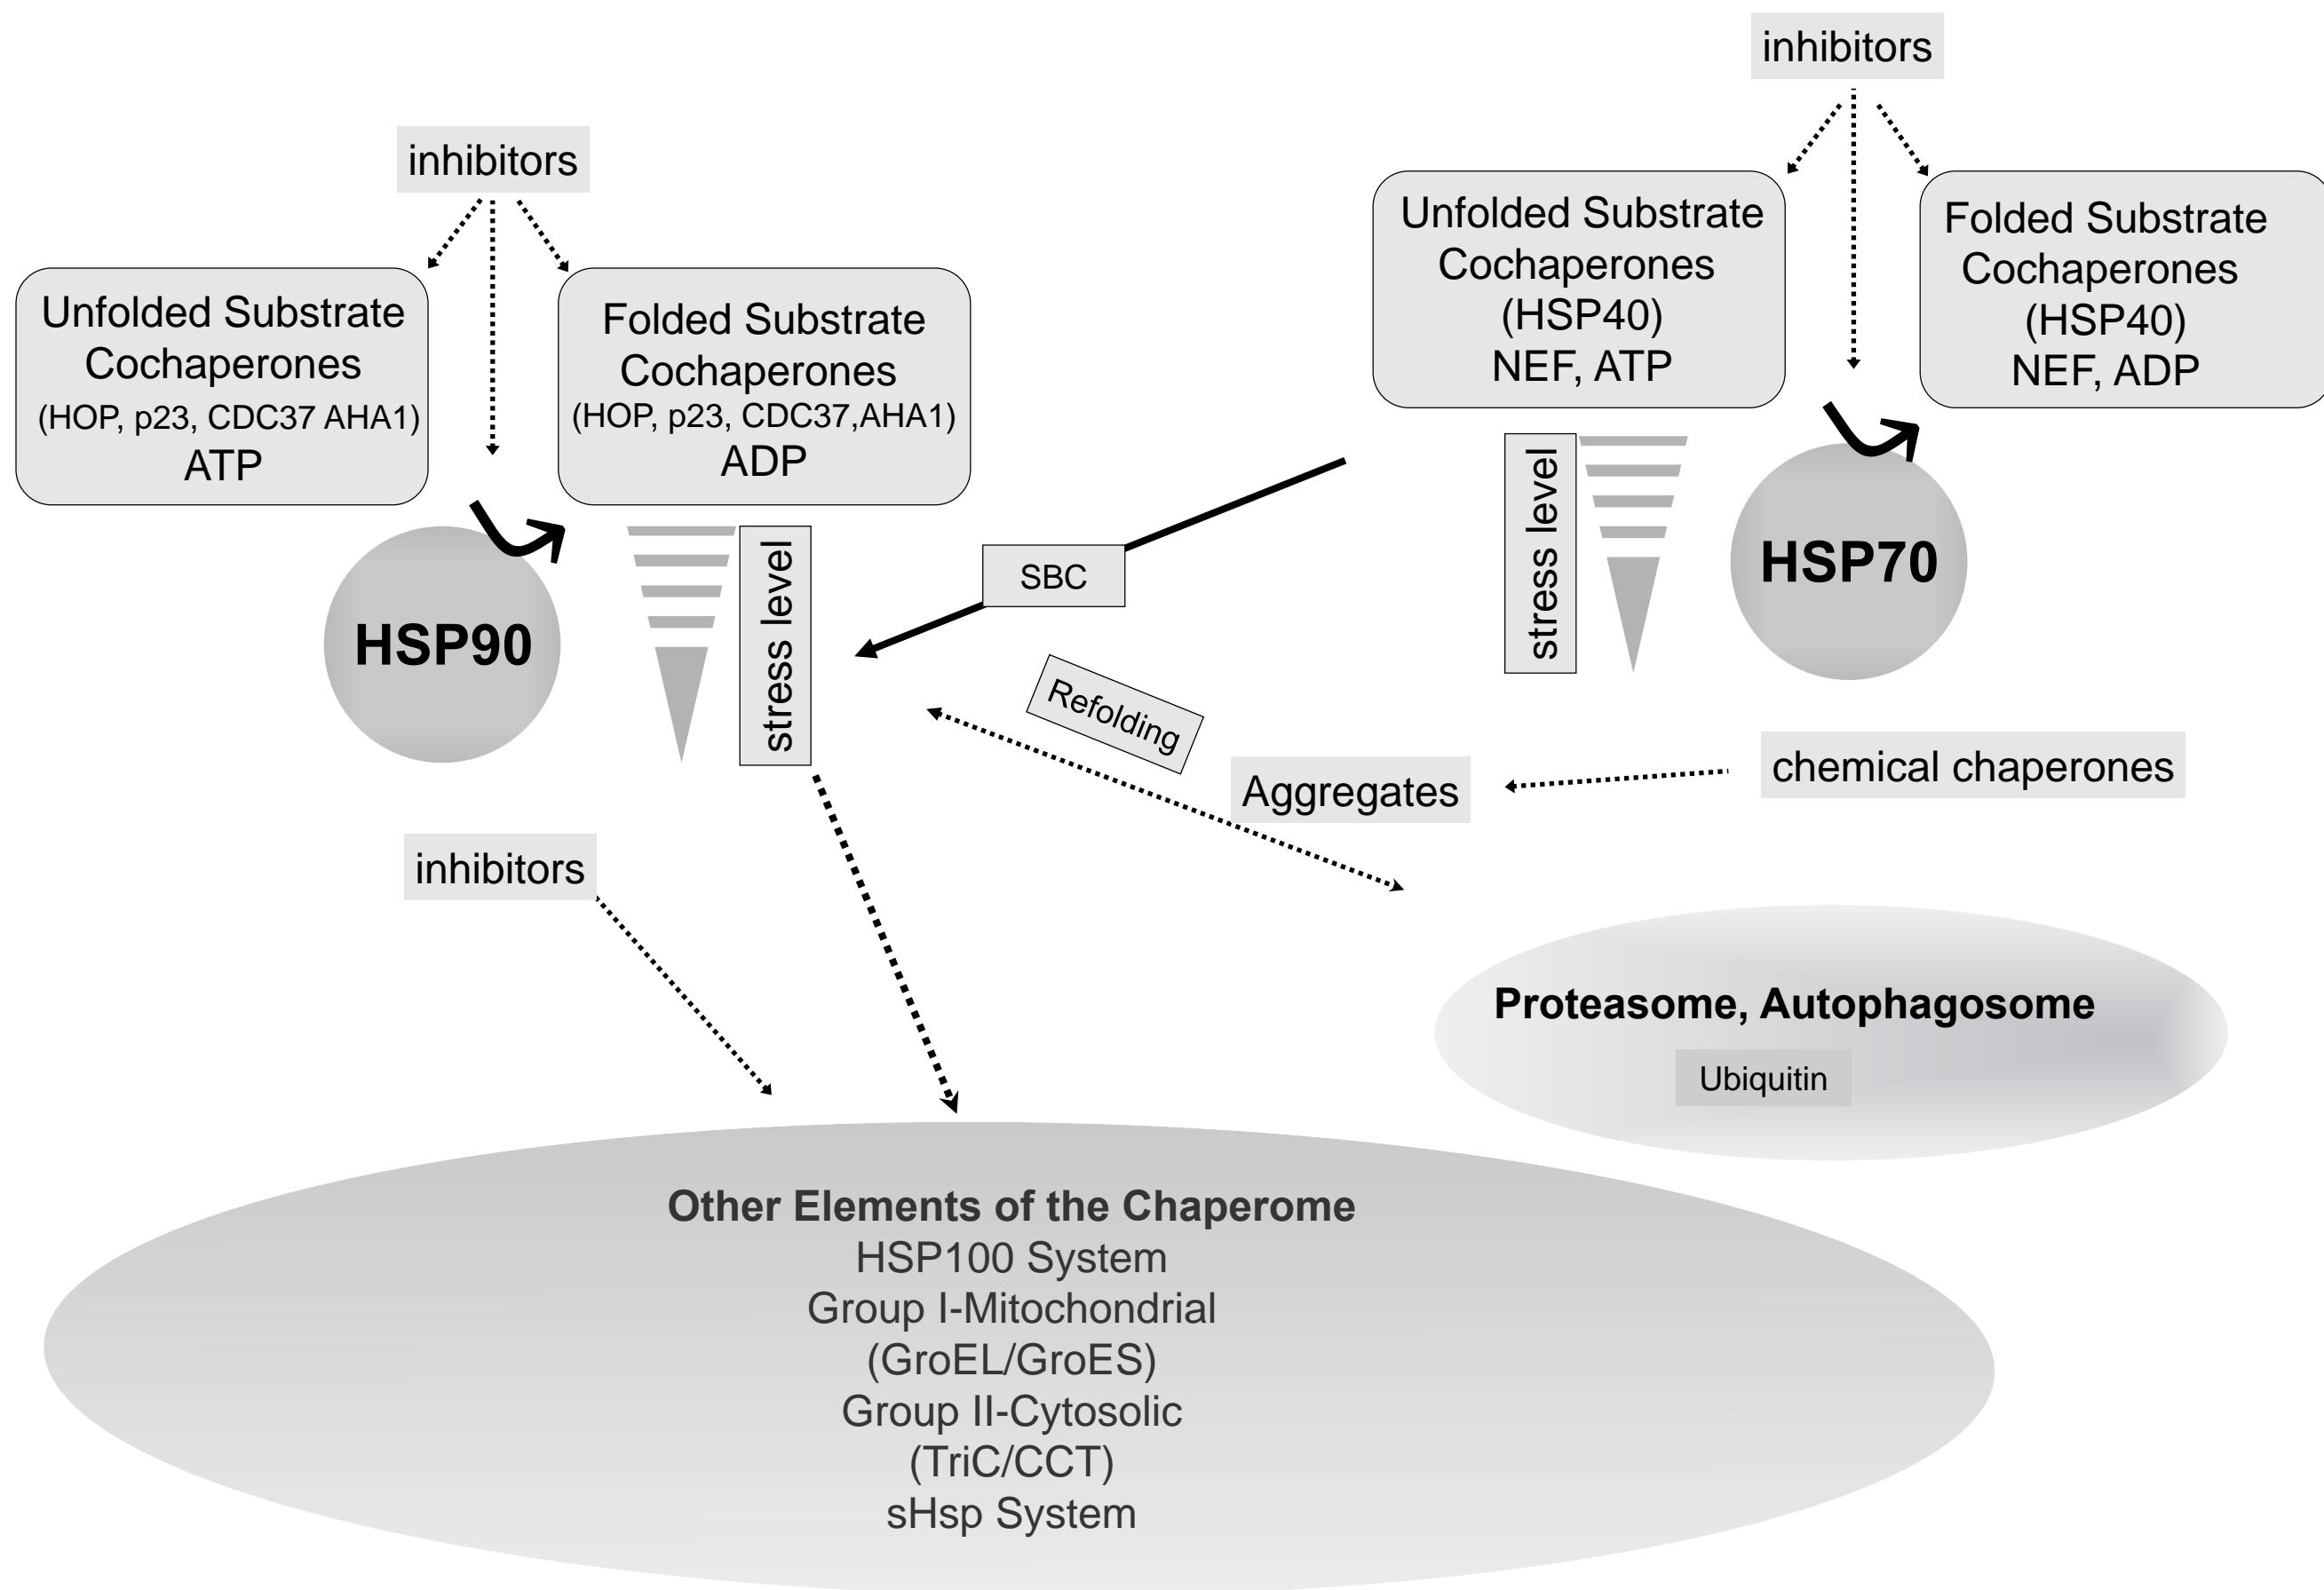 inhibitors
inhibitors
Unfolded Substrate
Cochaperones
(HOP, p23, CDC37 AHA1)
ATP
Folded Substrate
Cochaperones
(HOP, p23, CDC37,AHA1)
ADP
Unfolded Substrate
Cochaperones
(HSP40)
NEF, ATP
Folded Substrate
Cochaperones
(HSP40)
NEF, ADP
HSP90
stress level
SBC
stress level
HSP70
Refolding
Aggregates
chemical chaperones
inhibitors
Proteasome, Autophagosome
Ubiquitin
Other Elements of the Chaperome
HSP100 System
Group I-Mitochondrial
(GroEL/GroES)
Group II-Cytosolic
(TriC/CCT)
sHsp System